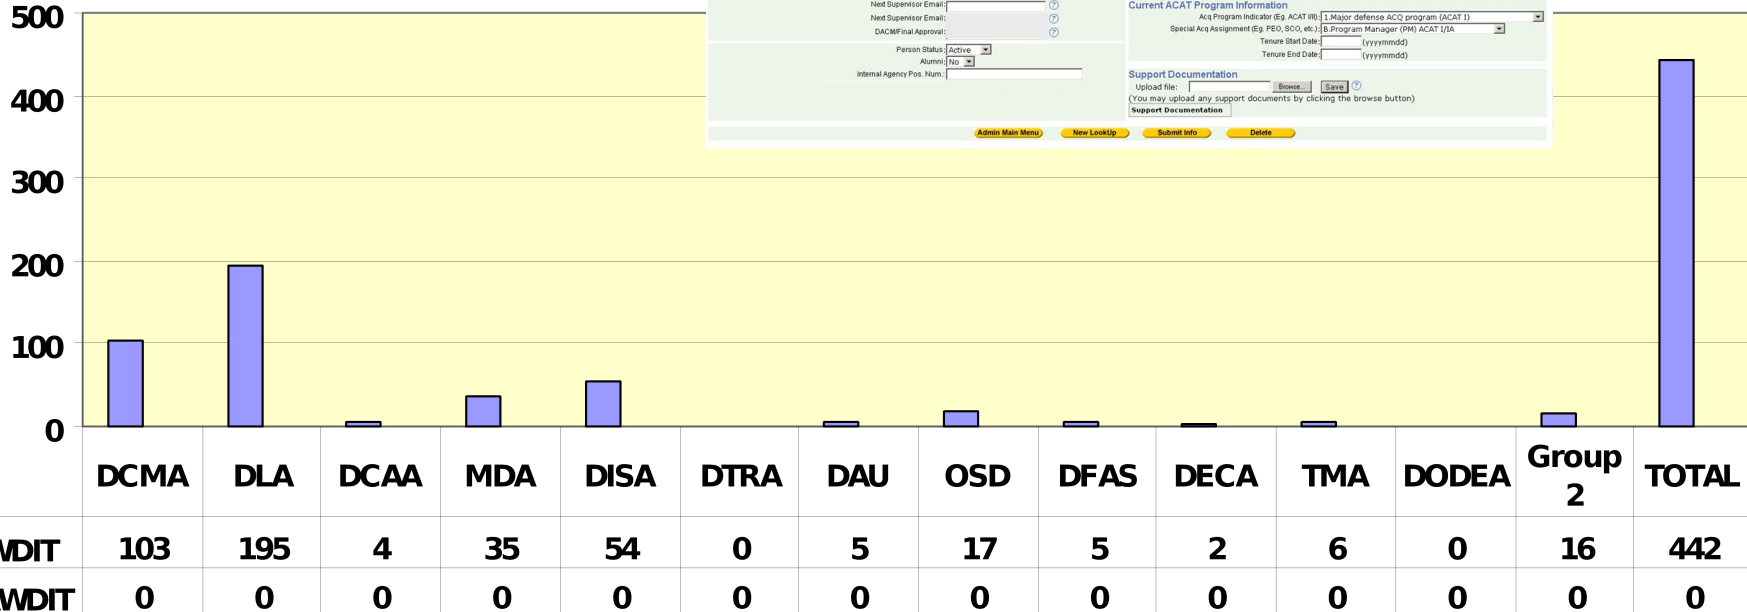 500
400
300
200
100
0
Next Supervisor Email:
Next Supervisor Email:
DACM/Final Approval:
Person Status: Active
Alumni: No
Internal Agency Pos. Num.:
Current ACAT Program Information
Acq Program Indicator (Eg. ACAT I/II): 1.Major defense ACQ program (ACAT I)
Special Acq Assignment (Eg. PEO, SCO, etc.): B.Program Manager (PM) ACAT I/IA
Tenure Start Date: (yyyymmdd)
Tenure End Date: (yyyymmdd)
Support Documentation
Upload file: Browse... Save ?
(You may upload any support documents by clicking the browse button)
Support Documentation
Admin Main Menu New LookUp Submit Info Delete
DCMA DLA DCAA MDA DISA DTRA DAU OSD DFAS DECA TMA DODEA Group 2 TOTAL
WDIT 103 195 4 35 54 0 5 17 5 2 6 0 16 442
WDIT 0 0 0 0 0 0 0 0 0 0 0 0 0 0